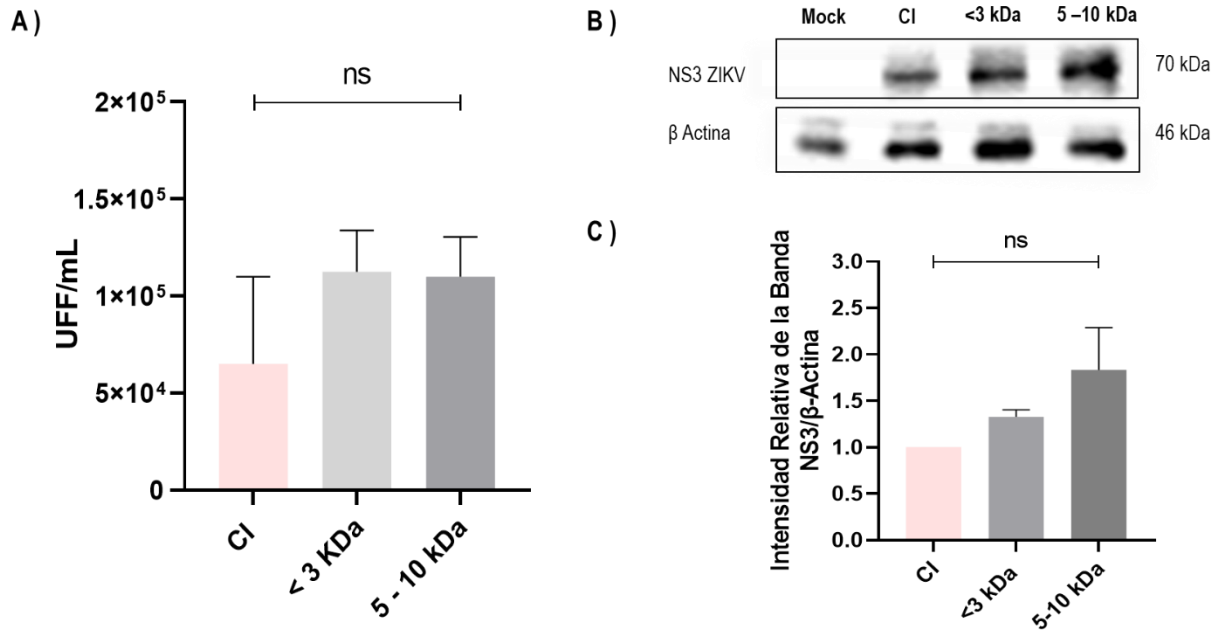 A )
ns
2×10⁵
1.5×10⁵
1×10⁵
5×10⁴
0
UFF/mL
CI
< 3 KDa
5 - 10 kDa
B )
Mock CI <3 kDa 5 –10 kDa
NS3 ZIKV 70 kDa
β Actina 46 kDa
C )
ns
Intensidad Relativa de la Banda
NS3/β-Actina
3.0
2.5
2.0
1.5
1.0
0.5
0.0
CI
<3 kDa
5-10 kDa